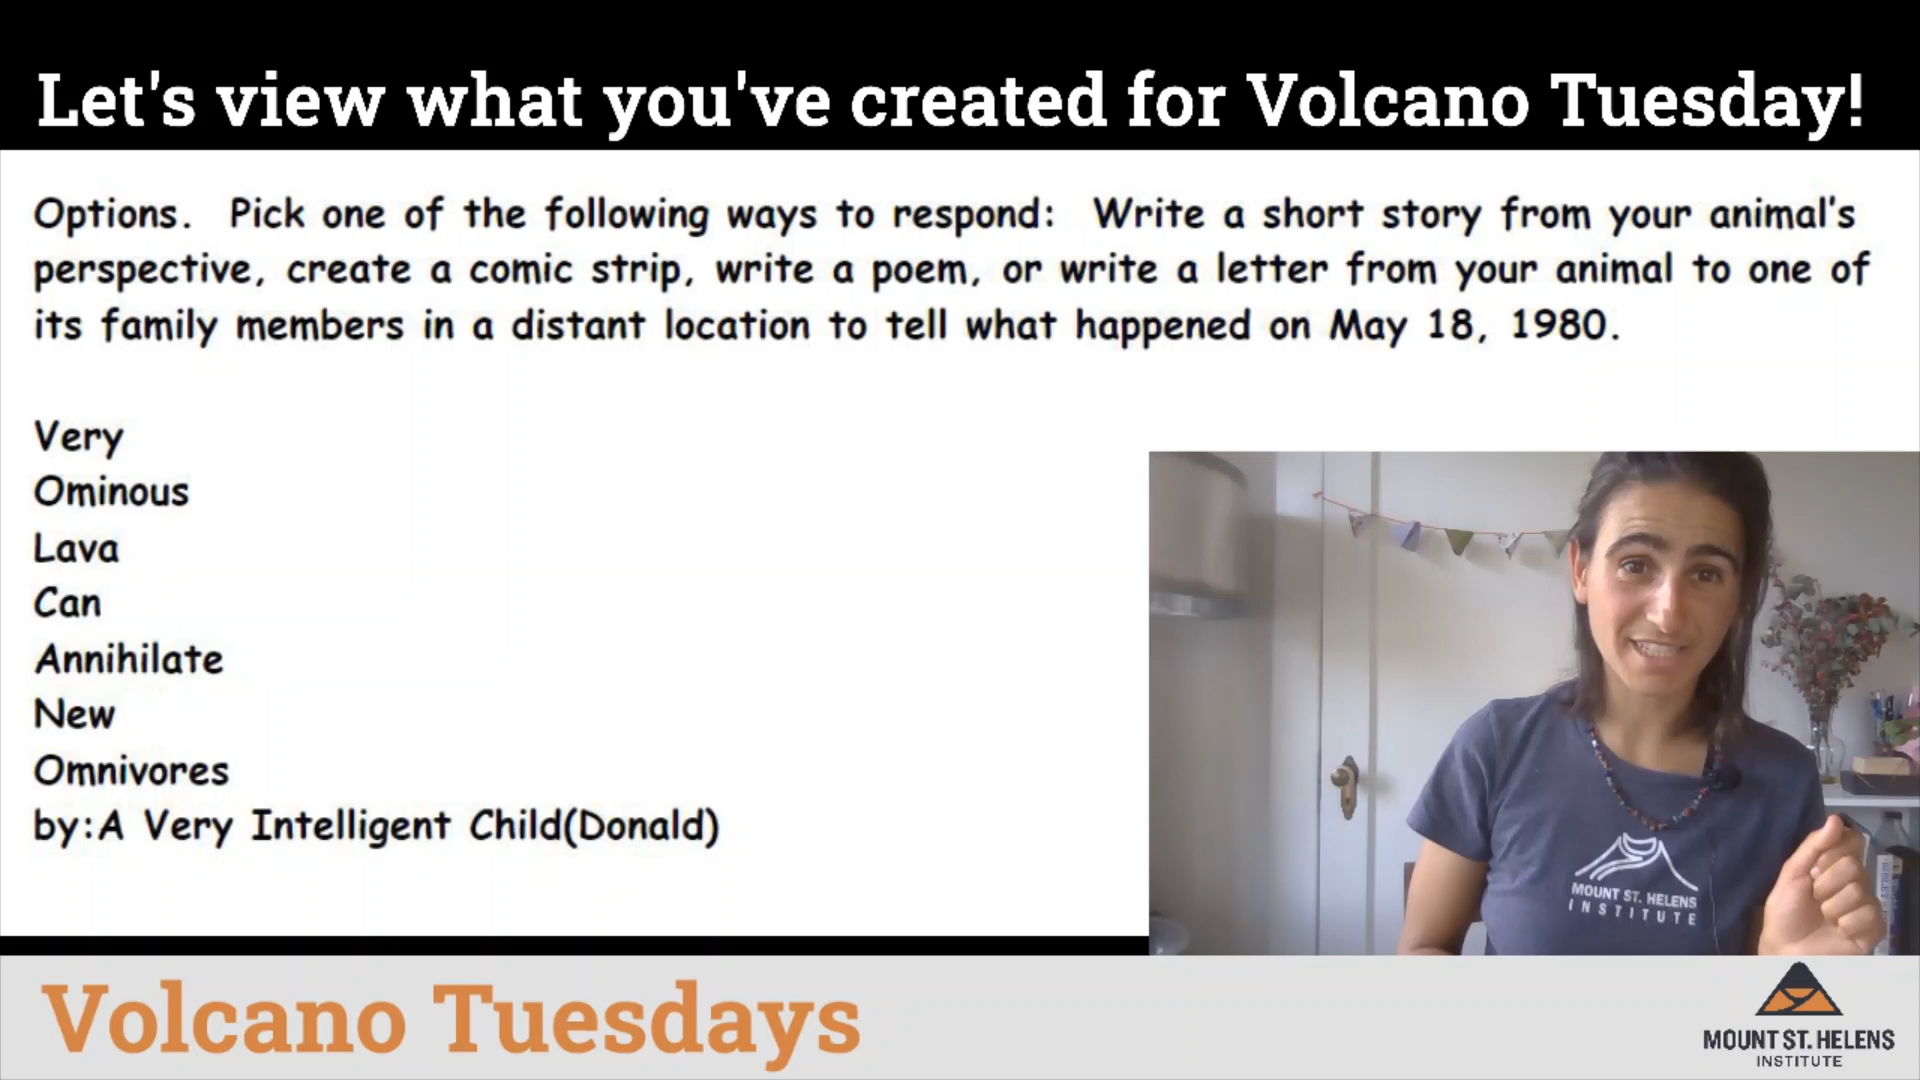 Let's view what you've created for Volcano Tuesday!
Options.  Pick one of the following ways to respond:  Write a short story from your animal's
perspective, create a comic strip, write a poem, or write a letter from your animal to one of
its family members in a distant location to tell what happened on May 18, 1980.
Very
Ominous
Lava
Can
Annihilate
New
Omnivores
by:A Very Intelligent Child(Donald)
MOUNT ST. HELENS
INSTITUTE
Volcano Tuesdays
MOUNT ST. HELENS
INSTITUTE